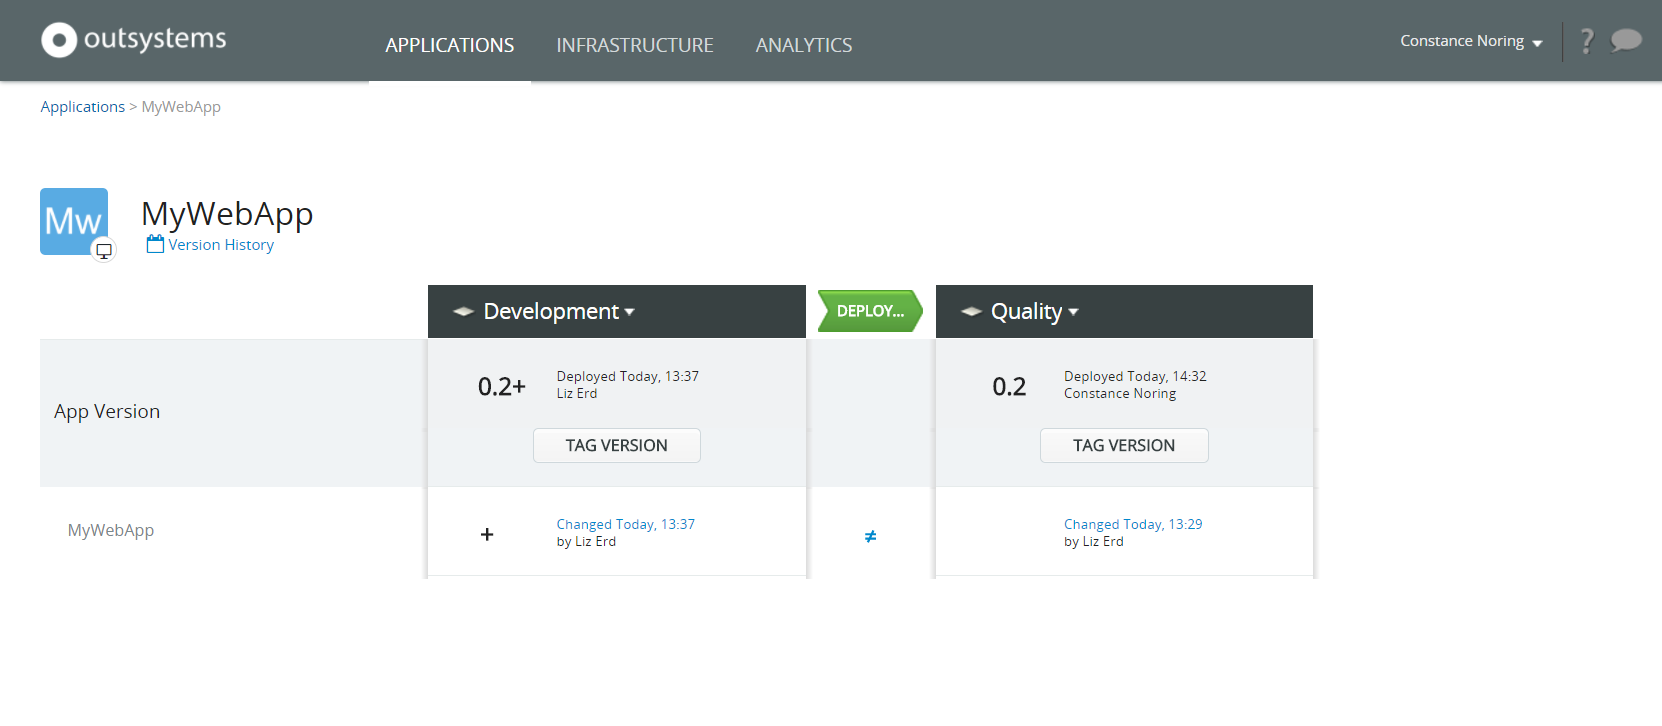 outsystems
APPLICATIONS INFRASTRUCTURE ANALYTICS
Constance Noring
?
Applications > MyWebApp
Mw
MyWebApp
Version History
Development
DEPLOY...
Quality
App Version
0.2+
Deployed Today, 13:37
Liz Erd
TAG VERSION
0.2
Deployed Today, 14:32
Constance Noring
TAG VERSION
MyWebApp
+
Changed Today, 13:37
by Liz Erd
≠
Changed Today, 13:29
by Liz Erd